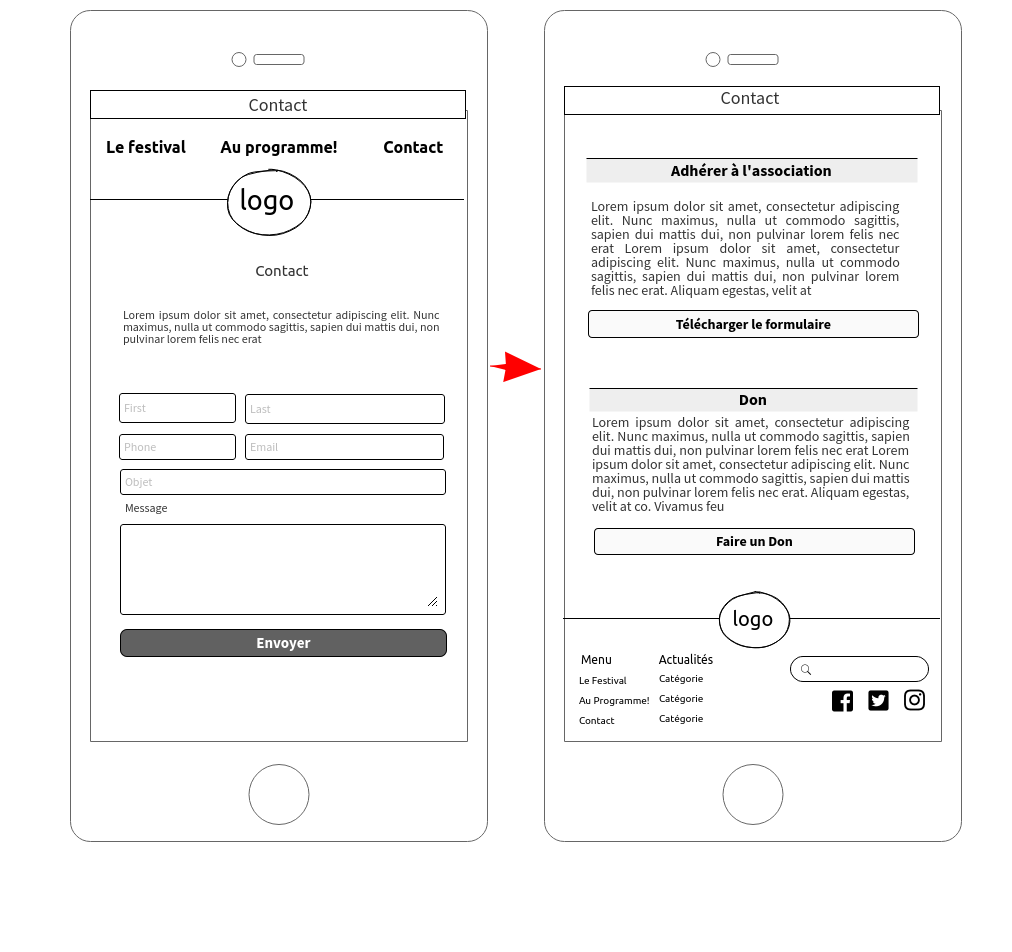 Contact
Le festival Au programme! Contact
logo
Contact
Lorem ipsum dolor sit amet, consectetur adipiscing elit. Nunc
maximus, nulla ut commodo sagittis, sapien dui mattis dui, non
pulvinar lorem felis nec erat
First Last
Phone Email
Objet
Message
Envoyer
Contact
Adhérer à l'association
Lorem ipsum dolor sit amet, consectetur adipiscing
elit. Nunc maximus, nulla ut commodo sagittis,
sapien dui mattis dui, non pulvinar lorem felis nec
erat Lorem ipsum dolor sit amet, consectetur
adipiscing elit. Nunc maximus, nulla ut commodo
sagittis, sapien dui mattis dui, non pulvinar lorem
felis nec erat. Aliquam egestas, velit at
Télécharger le formulaire
Don
Lorem ipsum dolor sit amet, consectetur adipiscing
elit. Nunc maximus, nulla ut commodo sagittis, sapien
dui mattis dui, non pulvinar lorem felis nec erat Lorem
ipsum dolor sit amet, consectetur adipiscing elit. Nunc
maximus, nulla ut commodo sagittis, sapien dui mattis
dui, non pulvinar lorem felis nec erat. Aliquam egestas,
velit at co. Vivamus feu
Faire un Don
logo
Menu Actualités
Le Festival Catégorie
Au Programme! Catégorie
Contact Catégorie